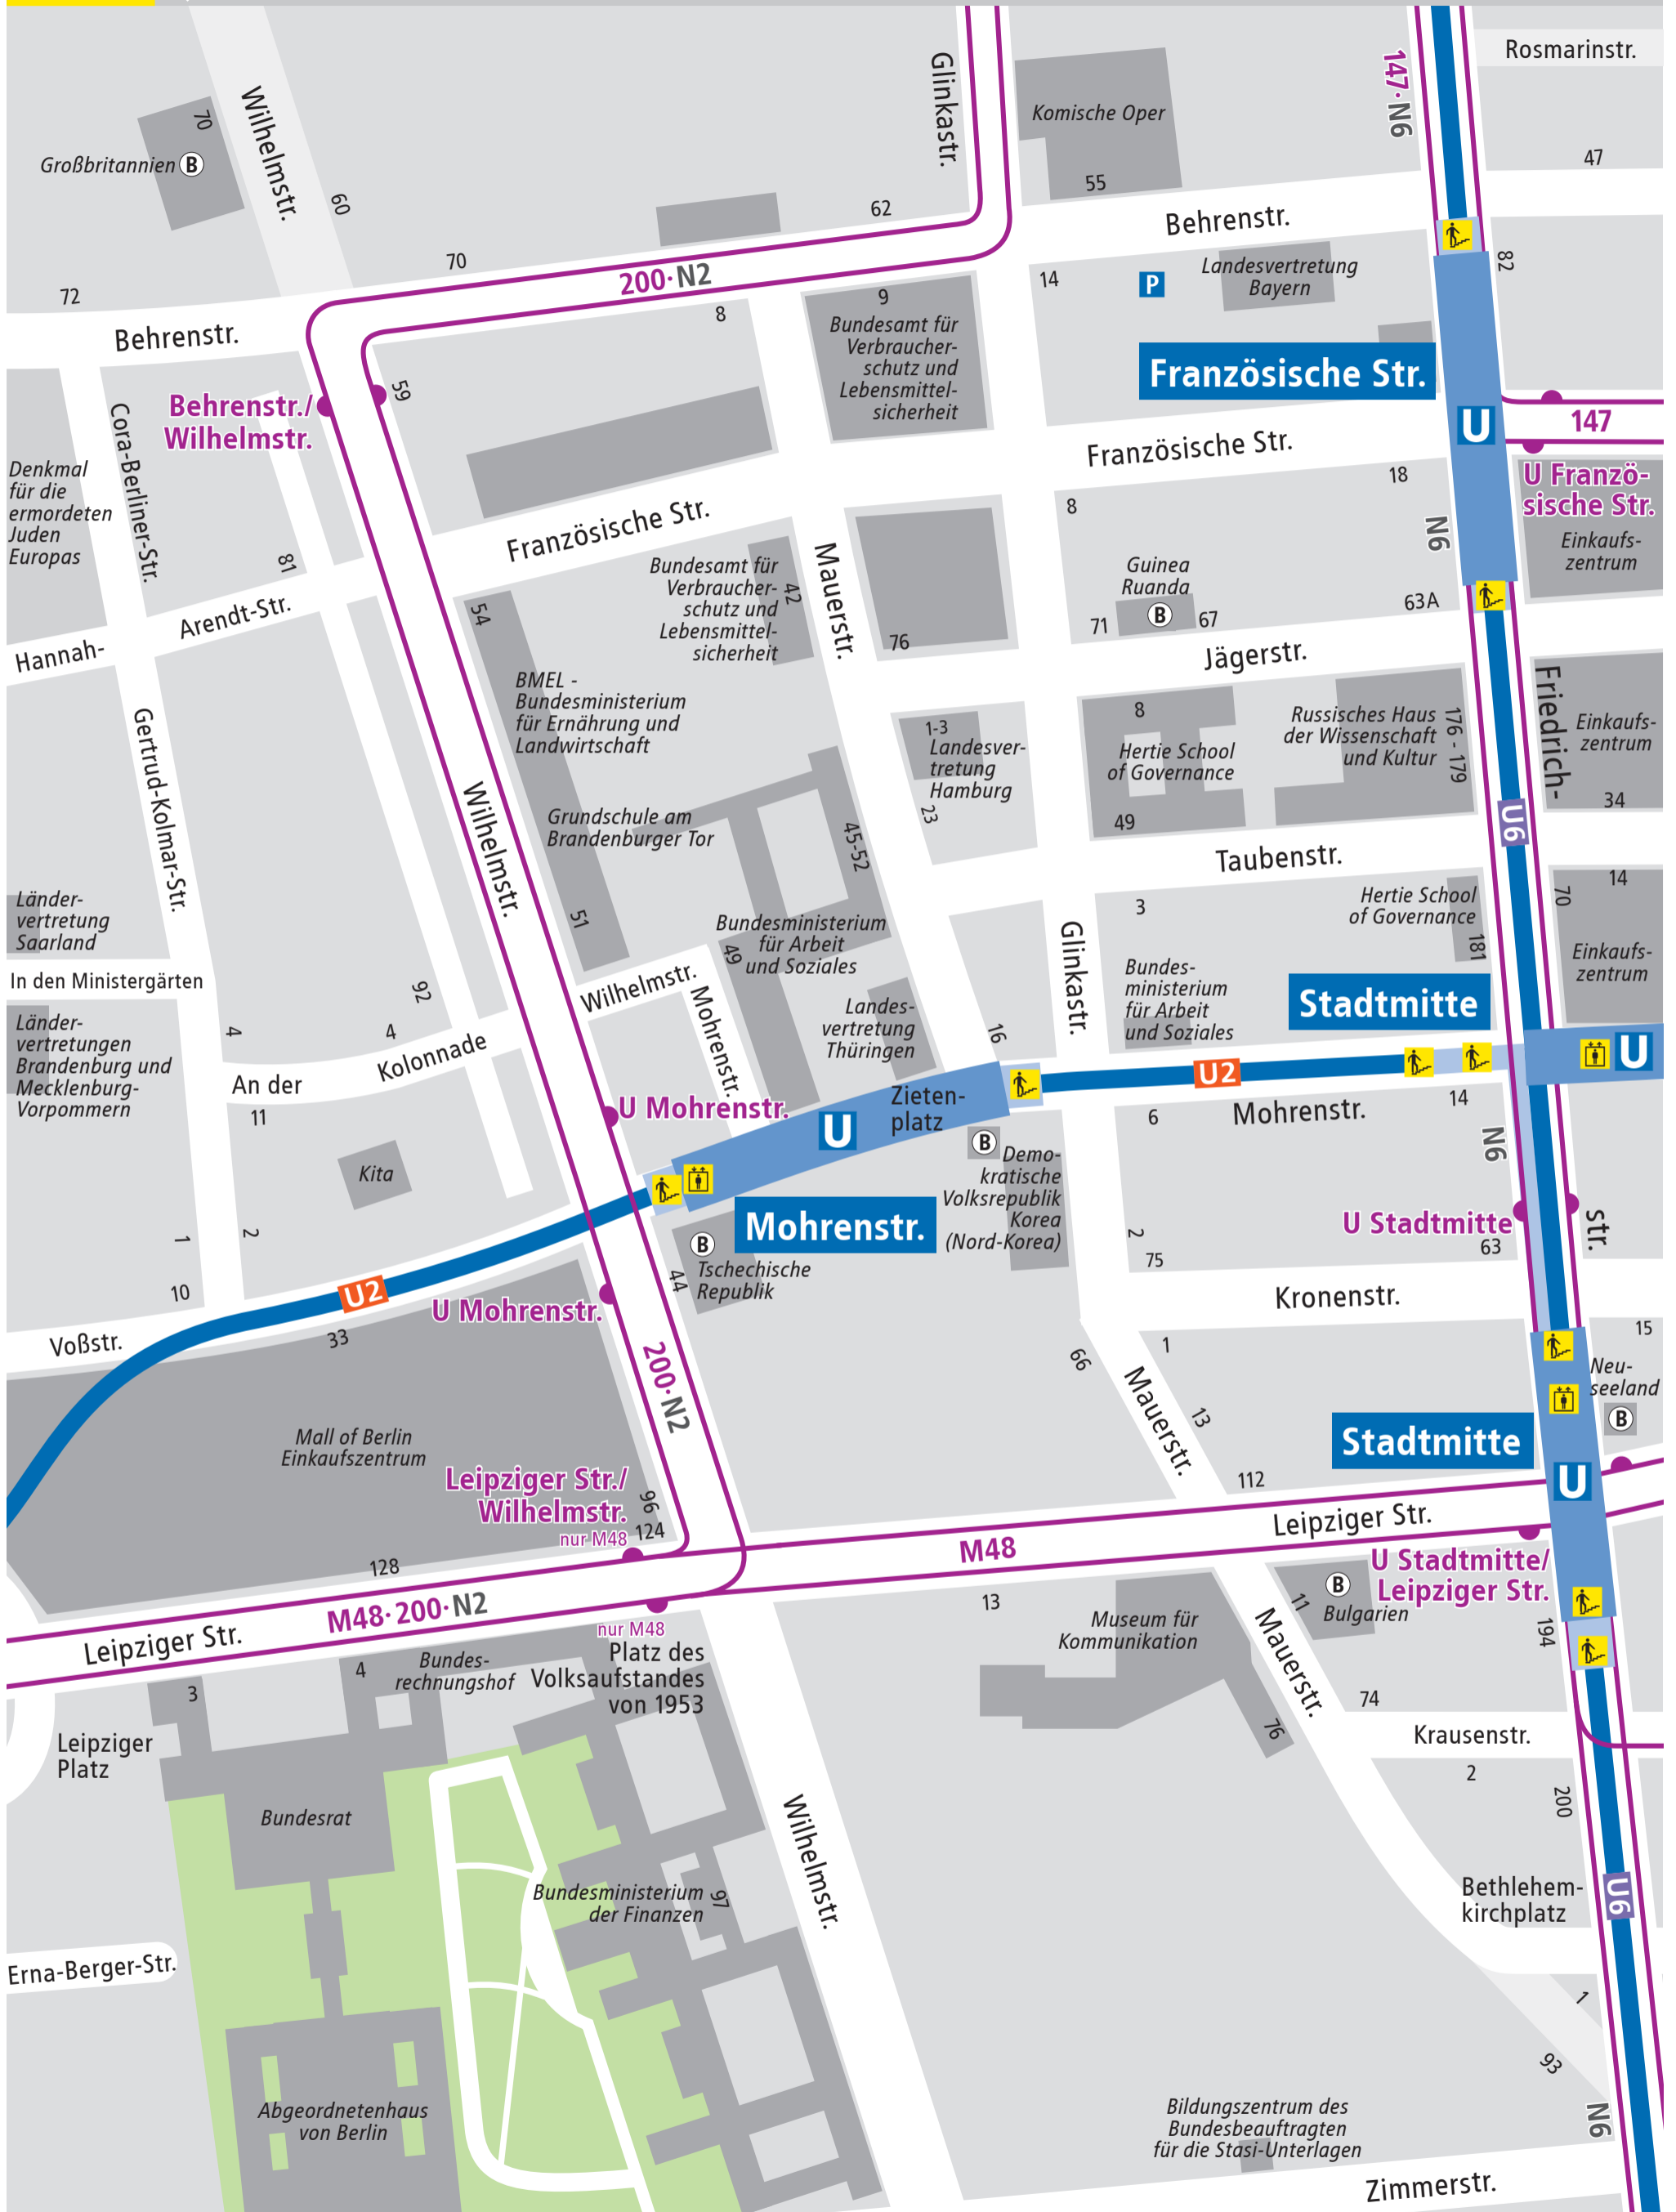 Rosmarinstr.
Wilhelmstr.
Glinkastr.
147·N6
Komische Oper
70
Großbritannien B
60
62
55
47
Behrenstr.
70
200·N2
72
Behrenstr.
8
9
Bundesamt für
Verbraucher-
schutz und
Lebensmittel-
sicherheit
14
P
Landesvertretung
Bayern
82
Französische Str.
U
147
U Franzö-
sische Str.
Behrenstr./
Wilhelmstr.
59
Cora-Berliner-Str.
Denkmal
für die
ermordeten
Juden
Europas
81
Französische Str.
Französische Str.
18
8
N6
Einkaufs-
zentrum
Bundesamt für
Verbraucher-
schutz und
Lebensmittel-
sicherheit
42
Mauerstr.
76
Guinea
Ruanda
B
71
67
63A
Hannah-
Arendt-Str.
54
Jägerstr.
Friedrich-
BMEL -
Bundesministerium
für Ernährung und
Landwirtschaft
1-3
Landesver-
tretung
Hamburg
23
8
Hertie School
of Governance
49
Russisches Haus
der Wissenschaft
und Kultur
176 - 179
Einkaufs-
zentrum
34
U6
Gertrud-Kolmar-Str.
Wilhelmstr.
Grundschule am
Brandenburger Tor
45-52
Taubenstr.
14
70
Länder-
vertretung
Saarland
51
Bundesministerium
für Arbeit
und Soziales
49
Glinkastr.
3
Hertie School
of Governance
181
Einkaufs-
zentrum
In den Ministergärten
92
Wilhelmstr.
Mohrenstr.
Bundes-
ministerium
für Arbeit
und Soziales
Stadtmitte
Länder-
vertretungen
Brandenburg und
Mecklenburg-
Vorpommern
4
4
An der
Kolonnade
11
Landes-
vertretung
Thüringen
16
U2
U
Zieten-
platz
U
U Mohrenstr.
6
Mohrenstr.
14
N6
Kita
B
Demo-
kratische
Volksrepublik
Korea
(Nord-Korea)
Mohrenstr.
U Stadtmitte
str.
1
2
2
63
75
B
Tschechische
Republik
44
10
U2
U Mohrenstr.
Kronenstr.
Voßstr.
33
200·N2
66
1
15
Mauerstr.
13
Neu-
seeland
B
Stadtmitte
U
Mall of Berlin
Einkaufszentrum
Leipziger Str./
Wilhelmstr.
nur M48
96
124
112
Leipziger Str.
M48
128
U Stadtmitte/
Leipziger Str.
M48·200·N2
Leipziger Str.
nur M48
Platz des
Volksaufstandes
von 1953
13
Museum für
Kommunikation
11
B
Bulgarien
Mauerstr.
194
3
4
Bundes-
rechnungshof
74
76
Krausenstr.
Leipziger
Platz
2
200
Bundesrat
Wilhelmstr.
Bundesministerium
der Finanzen
97
Bethlehem-
kirchplatz
U6
Erna-Berger-Str.
1
93
Abgeordnetenhaus
von Berlin
Bildungszentrum des
Bundesbeauftragten
für die Stasi-Unterlagen
N6
Zimmerstr.